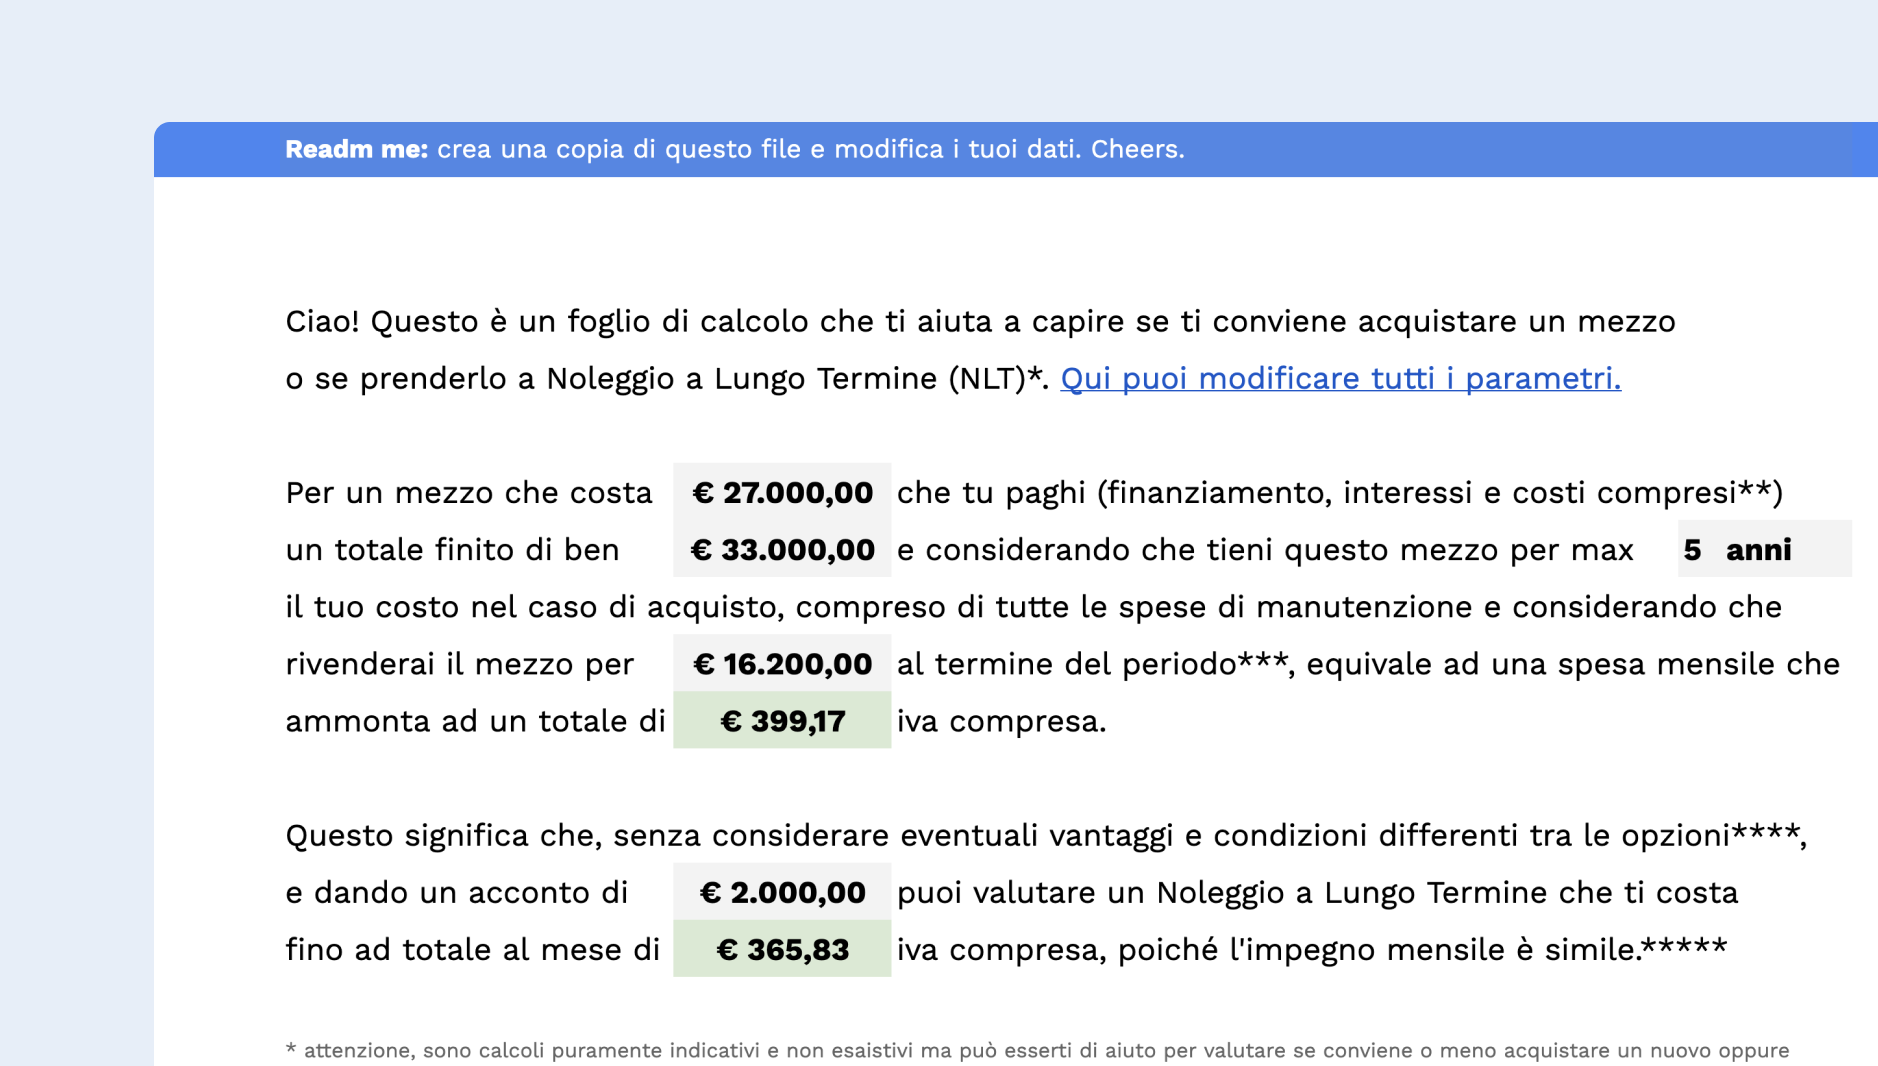 Readm me: crea una copia di questo file e modifica i tuoi dati. Cheers.
Ciao! Questo è un foglio di calcolo che ti aiuta a capire se ti conviene acquistare un mezzo
o se prenderlo a Noleggio a Lungo Termine (NLT)*. Qui puoi modificare tutti i parametri.
Per un mezzo che costa € 27.000,00 che tu paghi (finanziamento, interessi e costi compresi**)
un totale finito di ben € 33.000,00 e considerando che tieni questo mezzo per max 5 anni
il tuo costo nel caso di acquisto, compreso di tutte le spese di manutenzione e considerando che
rivenderai il mezzo per € 16.200,00 al termine del periodo***, equivale ad una spesa mensile che
ammonta ad un totale di € 399,17 iva compresa.
Questo significa che, senza considerare eventuali vantaggi e condizioni differenti tra le opzioni****,
e dando un acconto di € 2.000,00 puoi valutare un Noleggio a Lungo Termine che ti costa
fino ad totale al mese di € 365,83 iva compresa, poiché l'impegno mensile è simile.*****
* attenzione, sono calcoli puramente indicativi e non esaistivi ma può esserti di aiuto per valutare se conviene o meno acquistare un nuovo oppure